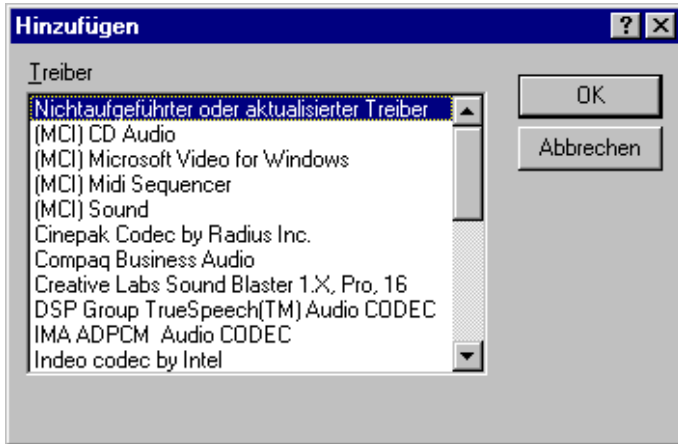 Hinzufügen
Treiber
Nichtaufgeführter oder aktualisierter Treiber
(MCI) CD Audio
(MCI) Microsoft Video for Windows
(MCI) Midi Sequencer
(MCI) Sound
Cinepak Codec by Radius Inc.
Compaq Business Audio
Creative Labs Sound Blaster 1.X, Pro, 16
DSP Group TrueSpeech(TM) Audio CODEC
IMA ADPCM  Audio CODEC
Indeo codec by Intel
OK
Abbrechen